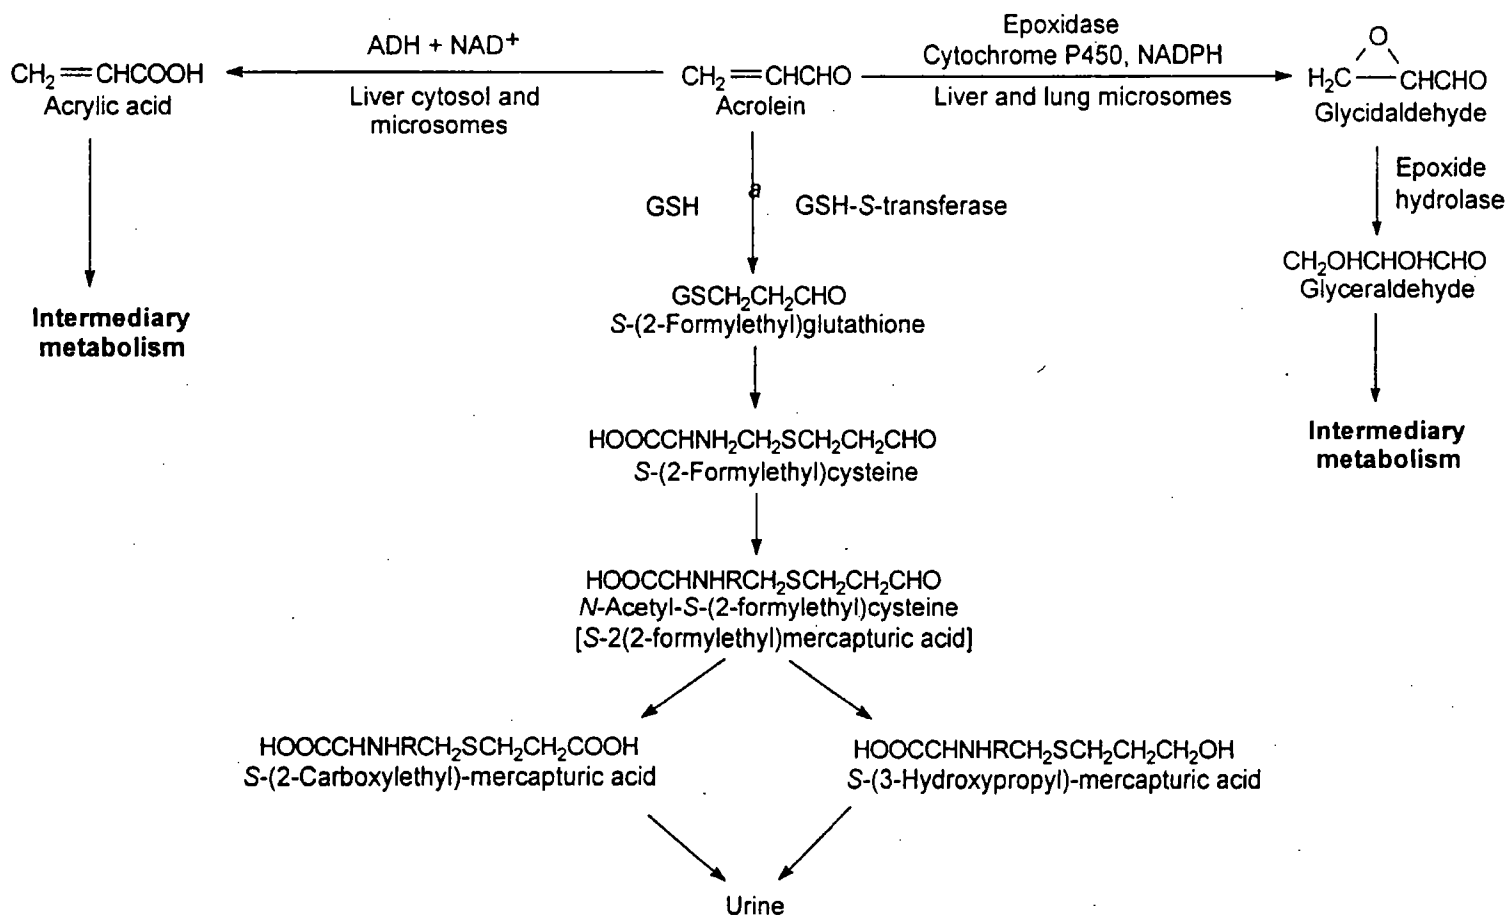 ADH + NAD+
CH2=CHCOOH
Acrylic acid
Liver cytosol and
microsomes
CH2=CHCHO
Acrolein
Epoxidase
Cytochrome P450, NADPH
Liver and lung microsomes
O
H2C—CHCHO
Glycidaldehyde
Epoxide
hydrolase
a
GSH
GSH-S-transferase
CH2OHCHOHCHO
Glyceraldehyde
GSCH2CH2CHO
S-(2-Formylethyl)glutathione
Intermediary
metabolism
HOOCCHNH2CH2SCH2CH2CHO
S-(2-Formylethyl)cysteine
Intermediary
metabolism
HOOCCHNHRCH2SCH2CH2CHO
N-Acetyl-S-(2-formylethyl)cysteine
[S-2(2-formylethyl)mercapturic acid]
HOOCCHNHRCH2SCH2CH2COOH
S-(2-Carboxylethyl)-mercapturic acid
HOOCCHNHRCH2SCH2CH2CH2OH
S-(3-Hydroxypropyl)-mercapturic acid
Urine